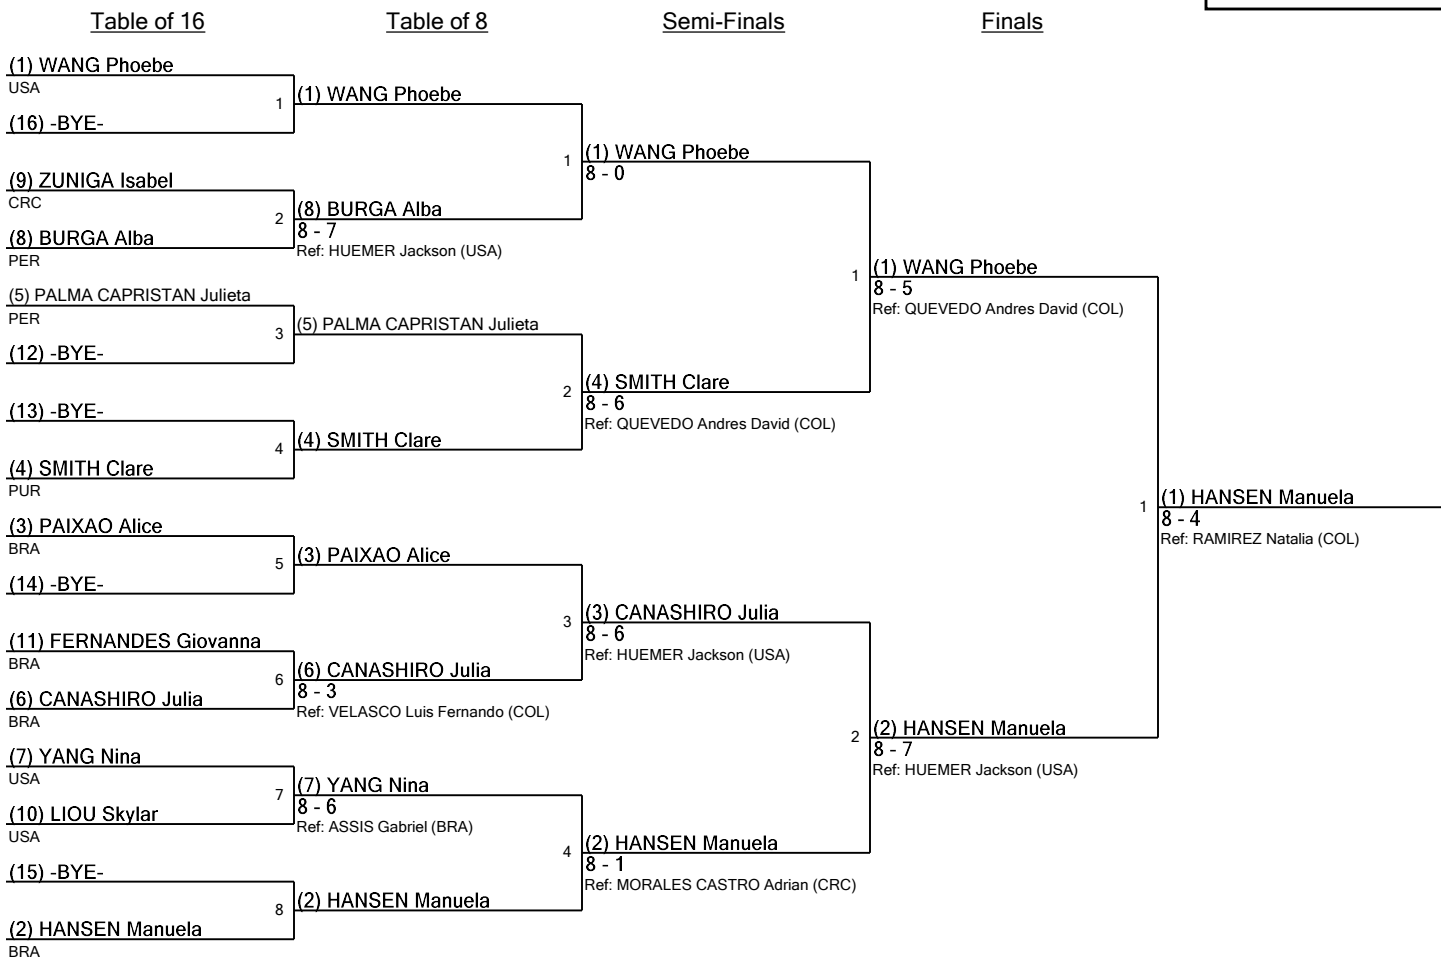 Table of 16
Table of 8
Semi-Finals
Finals
(1) WANG Phoebe
USA
1
(16) -BYE-
(9) ZUNIGA Isabel
CRC
2
(8) BURGA Alba
PER
(5) PALMA CAPRISTAN Julieta
PER
3
(12) -BYE-
(13) -BYE-
4
(4) SMITH Clare
PUR
(3) PAIXAO Alice
BRA
5
(14) -BYE-
(11) FERNANDES Giovanna
BRA
6
(6) CANASHIRO Julia
BRA
(7) YANG Nina
USA
7
(10) LIOU Skylar
USA
(15) -BYE-
8
(2) HANSEN Manuela
BRA
(1) WANG Phoebe
1
(8) BURGA Alba
8 - 7
Ref: HUEMER Jackson (USA)
(5) PALMA CAPRISTAN Julieta
2
(4) SMITH Clare
(3) PAIXAO Alice
3
(6) CANASHIRO Julia
8 - 3
Ref: VELASCO Luis Fernando (COL)
(7) YANG Nina
8 - 6
Ref: ASSIS Gabriel (BRA)
4
(2) HANSEN Manuela
(1) WANG Phoebe
8 - 0
1
(4) SMITH Clare
8 - 6
Ref: QUEVEDO Andres David (COL)
(3) CANASHIRO Julia
8 - 6
Ref: HUEMER Jackson (USA)
2
(2) HANSEN Manuela
8 - 1
Ref: MORALES CASTRO Adrian (CRC)
(1) WANG Phoebe
8 - 5
Ref: QUEVEDO Andres David (COL)
1
(2) HANSEN Manuela
8 - 7
Ref: HUEMER Jackson (USA)
(1) HANSEN Manuela
8 - 4
Ref: RAMIREZ Natalia (COL)